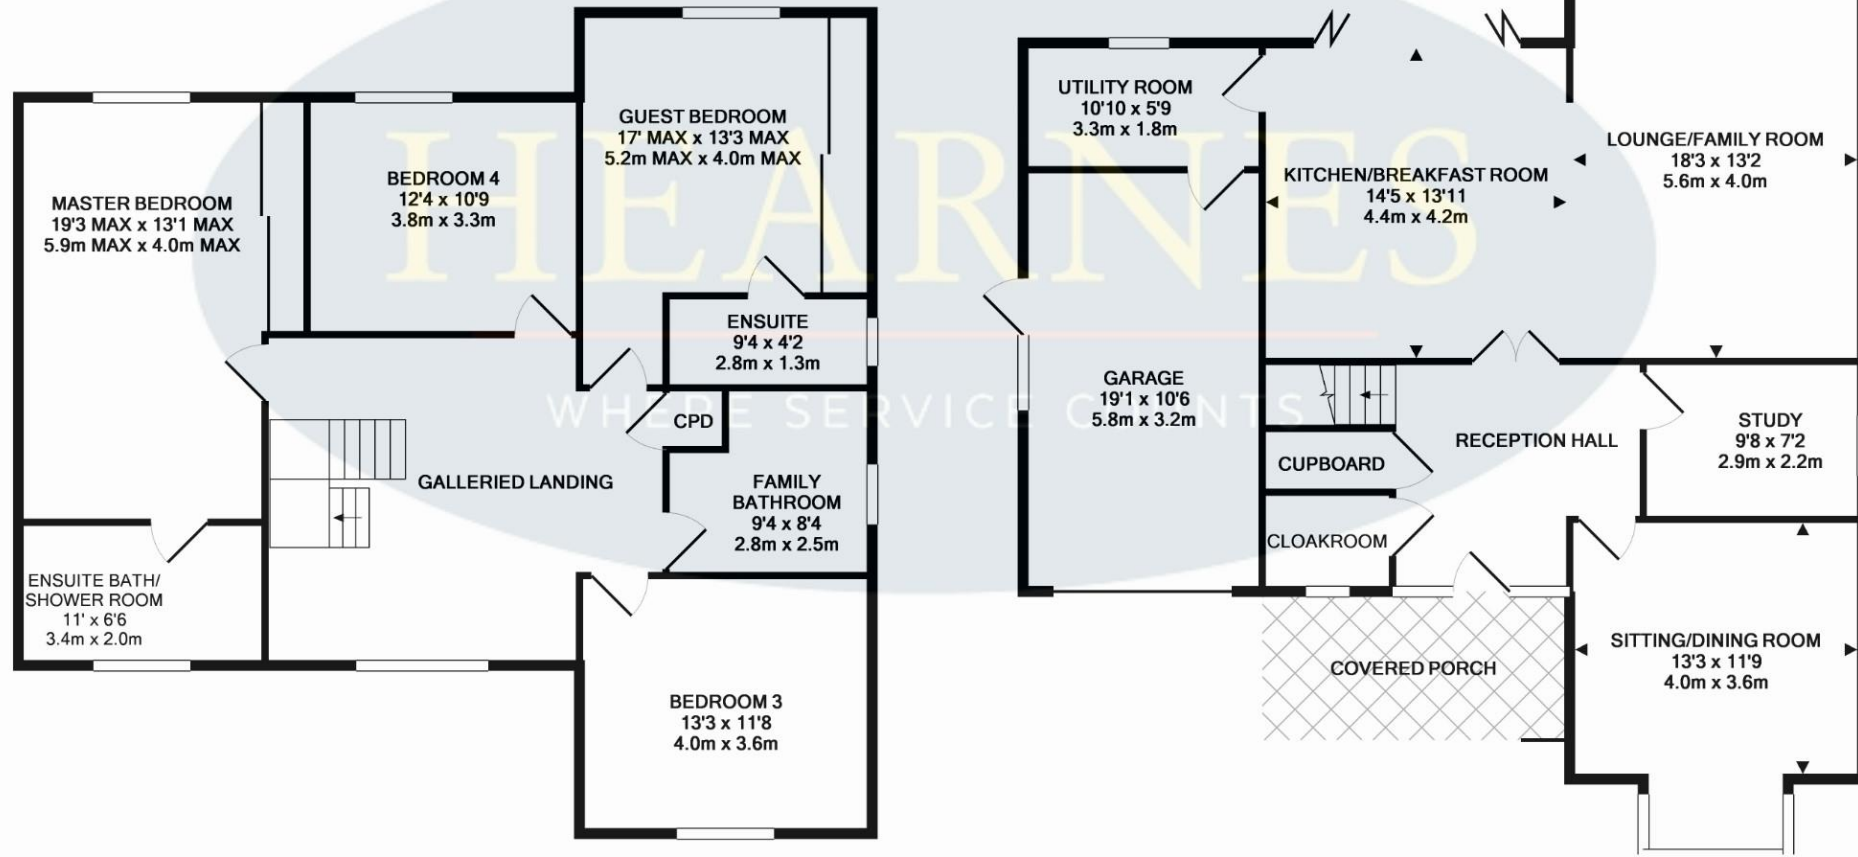 MASTER BEDROOM
19'3 MAX x 13'1 MAX
5.9m MAX x 4.0m MAX
BEDROOM 4
12'4 x 10'9
3.8m x 3.3m
GUEST BEDROOM
17' MAX x 13'3 MAX
5.2m MAX x 4.0m MAX
ENSUITE
9'4 x 4'2
2.8m x 1.3m
CPD
GALLERIED LANDING
FAMILY
BATHROOM
9'4 x 8'4
2.8m x 2.5m
ENSUITE BATH/
SHOWER ROOM
11' x 6'6
3.4m x 2.0m
BEDROOM 3
13'3 x 11'8
4.0m x 3.6m
UTILITY ROOM
10'10 x 5'9
3.3m x 1.8m
KITCHEN/BREAKFAST ROOM
14'5 x 13'11
4.4m x 4.2m
LOUNGE/FAMILY ROOM
18'3 x 13'2
5.6m x 4.0m
GARAGE
19'1 x 10'6
5.8m x 3.2m
RECEPTION HALL
STUDY
9'8 x 7'2
2.9m x 2.2m
CUPBOARD
CLOAKROOM
COVERED PORCH
SITTING/DINING ROOM
13'3 x 11'9
4.0m x 3.6m
HEARNES
WHERE SERVICE COUNTS